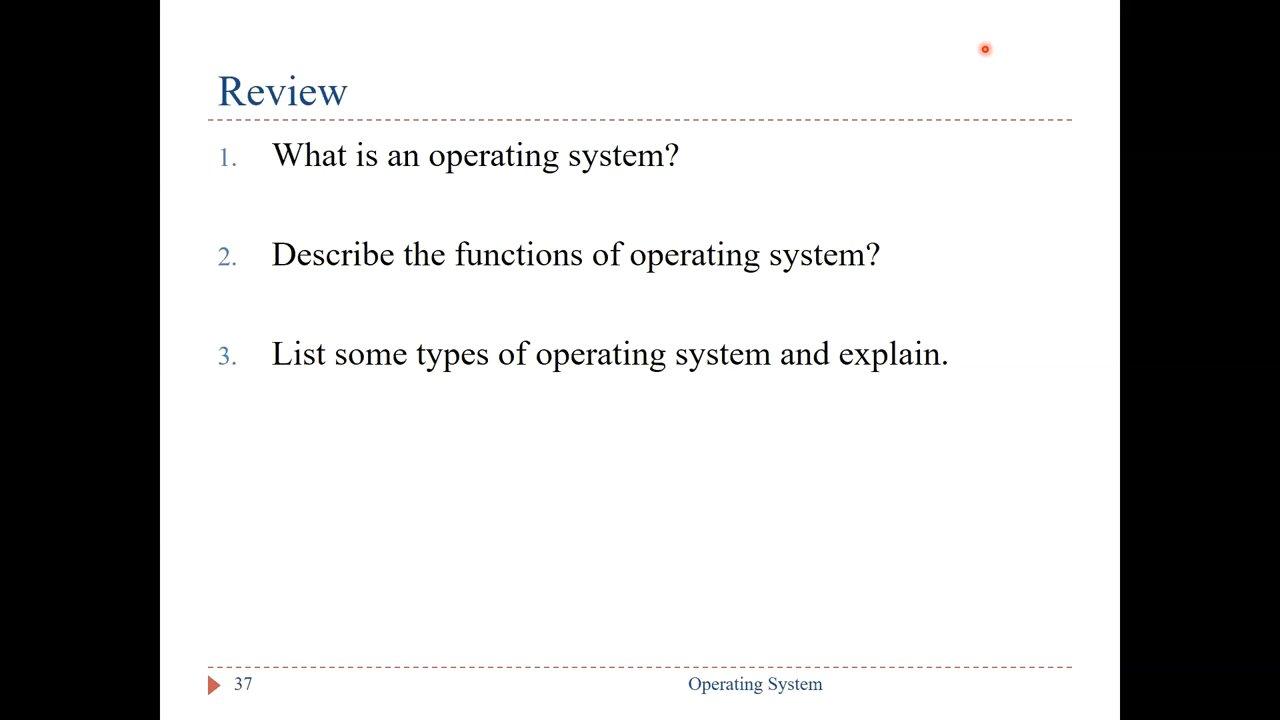 Review
1. What is an operating system?
2. Describe the functions of operating system?
3. List some types of operating system and explain.
37 Operating System